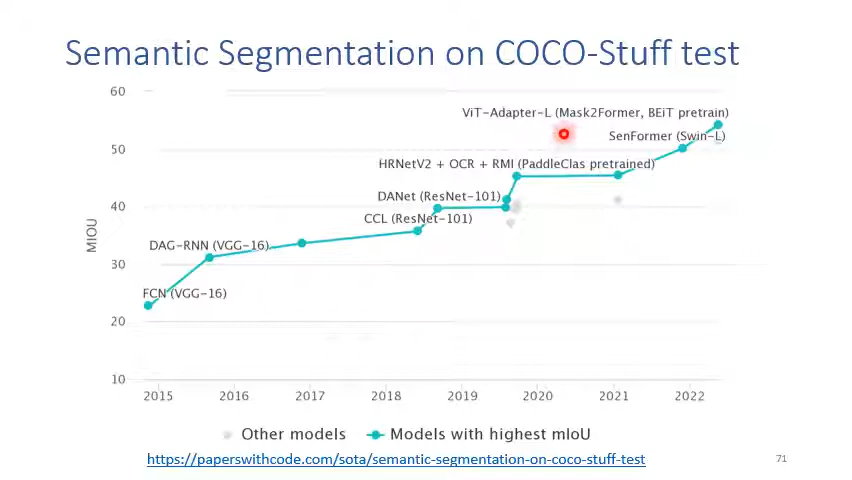 Semantic Segmentation on COCO-Stuff test
60
ViT-Adapter-L (Mask2Former, BEiT pretrain)
SenFormer (Swin-L)
50
HRNetV2 + OCR + RMI (PaddleClas pretrained)
DANet (ResNet-101)
40
CCL (ResNet-101)
MIOU
DAG-RNN (VGG-16)
30
FCN (VGG-16)
20
10
2015 2016 2017 2018 2019 2020 2021 2022
Other models Models with highest mIoU
https://paperswithcode.com/sota/semantic-segmentation-on-coco-stuff-test
71